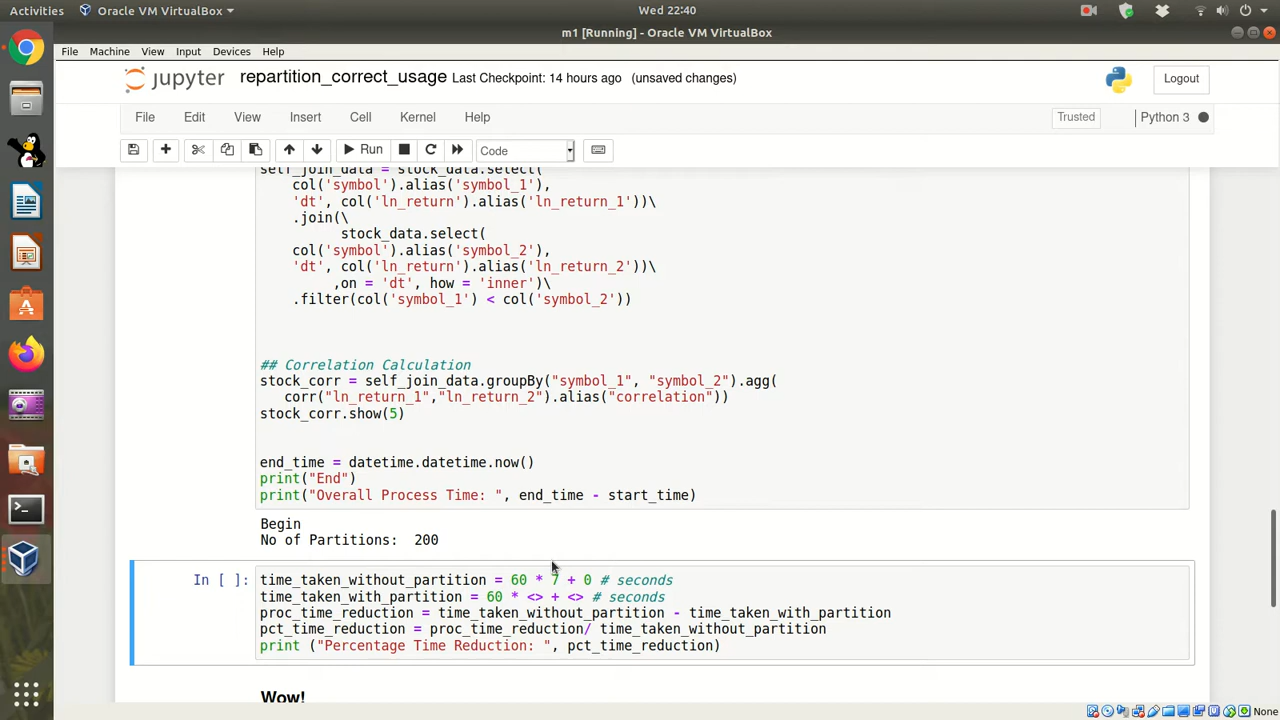 Activities Oracle VM VirtualBox Wed 22:40
m1 [Running] - Oracle VM VirtualBox
File Machine View Input Devices Help
jupyter repartition_correct_usage Last Checkpoint: 14 hours ago (unsaved changes) Logout
File Edit View Insert Cell Kernel Help Trusted Python 3
Run Code
self_join_data = stock_data.select(
col('symbol').alias('symbol_1'),
'dt', col('ln_return').alias('ln_return_1'))\
.join(\
stock_data.select(
col('symbol').alias('symbol_2'),
'dt', col('ln_return').alias('ln_return_2'))\
,on = 'dt', how = 'inner')\
.filter(col('symbol_1') < col('symbol_2'))
## Correlation Calculation
stock_corr = self_join_data.groupBy("symbol_1", "symbol_2").agg(
corr("ln_return_1","ln_return_2").alias("correlation"))
stock_corr.show(5)
end_time = datetime.datetime.now()
print("End")
print("Overall Process Time: ", end_time - start_time)
Begin
No of Partitions:  200
In [ ]: time_taken_without_partition = 60 * 7 + 0 # seconds
time_taken_with_partition = 60 * <> + <> # seconds
proc_time_reduction = time_taken_without_partition - time_taken_with_partition
pct_time_reduction = proc_time_reduction/ time_taken_without_partition
print ("Percentage Time Reduction: ", pct_time_reduction)
Wow!
None